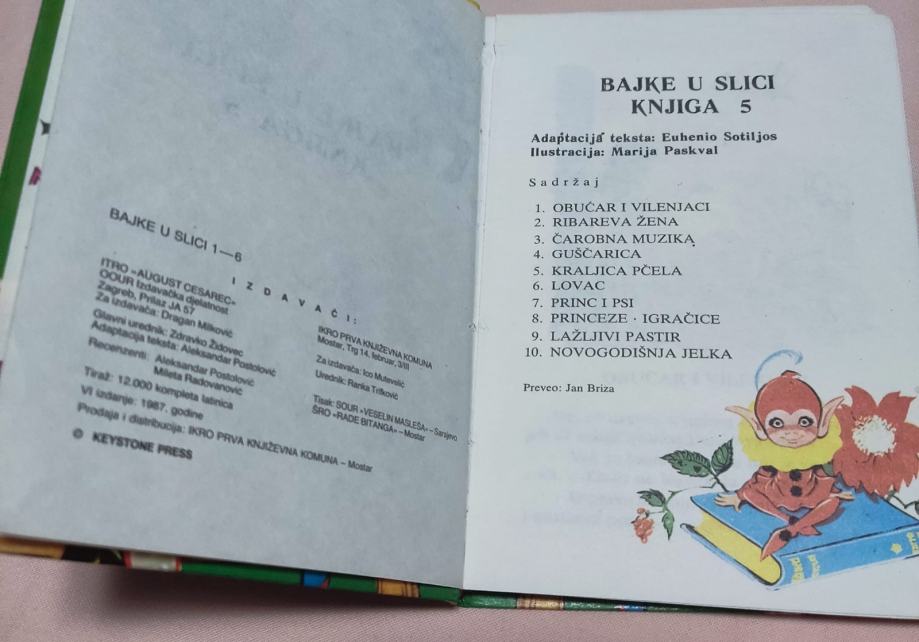 BAJKE U SLICI 1—6
IZDAVAČI:
ITRO »AUGUST CESAREC«
OOUR Izdavačka djelatnost
Zagreb, Prilaz JA 57
Za izdavača: Dragan Milković
Glavni urednik: Zdravko Židovec
Adaptacija teksta: Aleksandar Postolović
Recenzenti: Aleksandar Postolović
Mileta Radovanović
Tiraž: 12.000 kompleta latinica
VI izdanje: 1987. godine
Prodaja i distribucija: IKRO PRVA KNJIŽEVNA KOMUNA – Mostar
© KEYSTONE PRESS
IKRO PRVA KNJIŽEVNA KOMUNA
Mostar, Trg 14. februar, 3/III
Za izdavača: Ico Mutevelić
Urednik: Ranka Trifković
Tisak: SOUR »VESELIN MASLEŠA« – Sarajevo
ŠRO »RADE BITANGA« – Mostar
BAJKE U SLICI
KNJIGA 5
Adaptacija teksta: Euhenio Sotiljos
Ilustracija: Marija Paskval
Sadržaj
1. OBUĆAR I VILENJACI
2. RIBAREVA ŽENA
3. ČAROBNA MUZIKA
4. GUŠČARICA
5. KRALJICA PČELA
6. LOVAC
7. PRINC I PSI
8. PRINCEZE · IGRAČICE
9. LAŽLJIVI PASTIR
10. NOVOGODIŠNJA JELKA
Preveo: Jan Briza